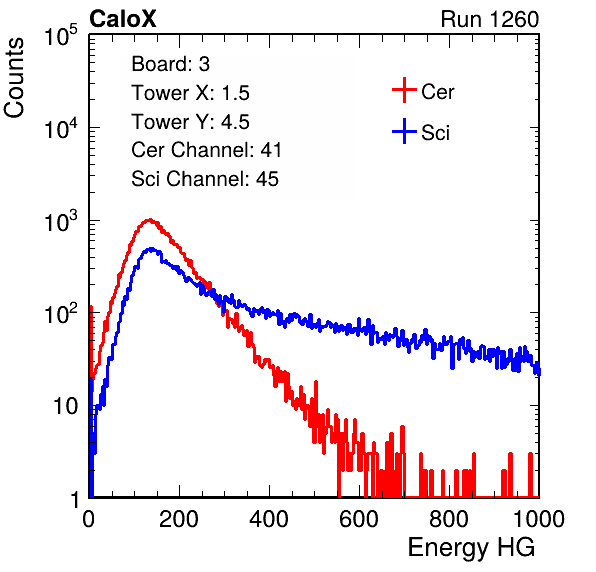 CaloX Run 1260
Counts
Board: 3
Tower X: 1.5
Tower Y: 4.5
Cer Channel: 41
Sci Channel: 45
Cer
Sci
10^5
10^4
10^3
10^2
10
1
0 200 400 600 800 1000
Energy HG